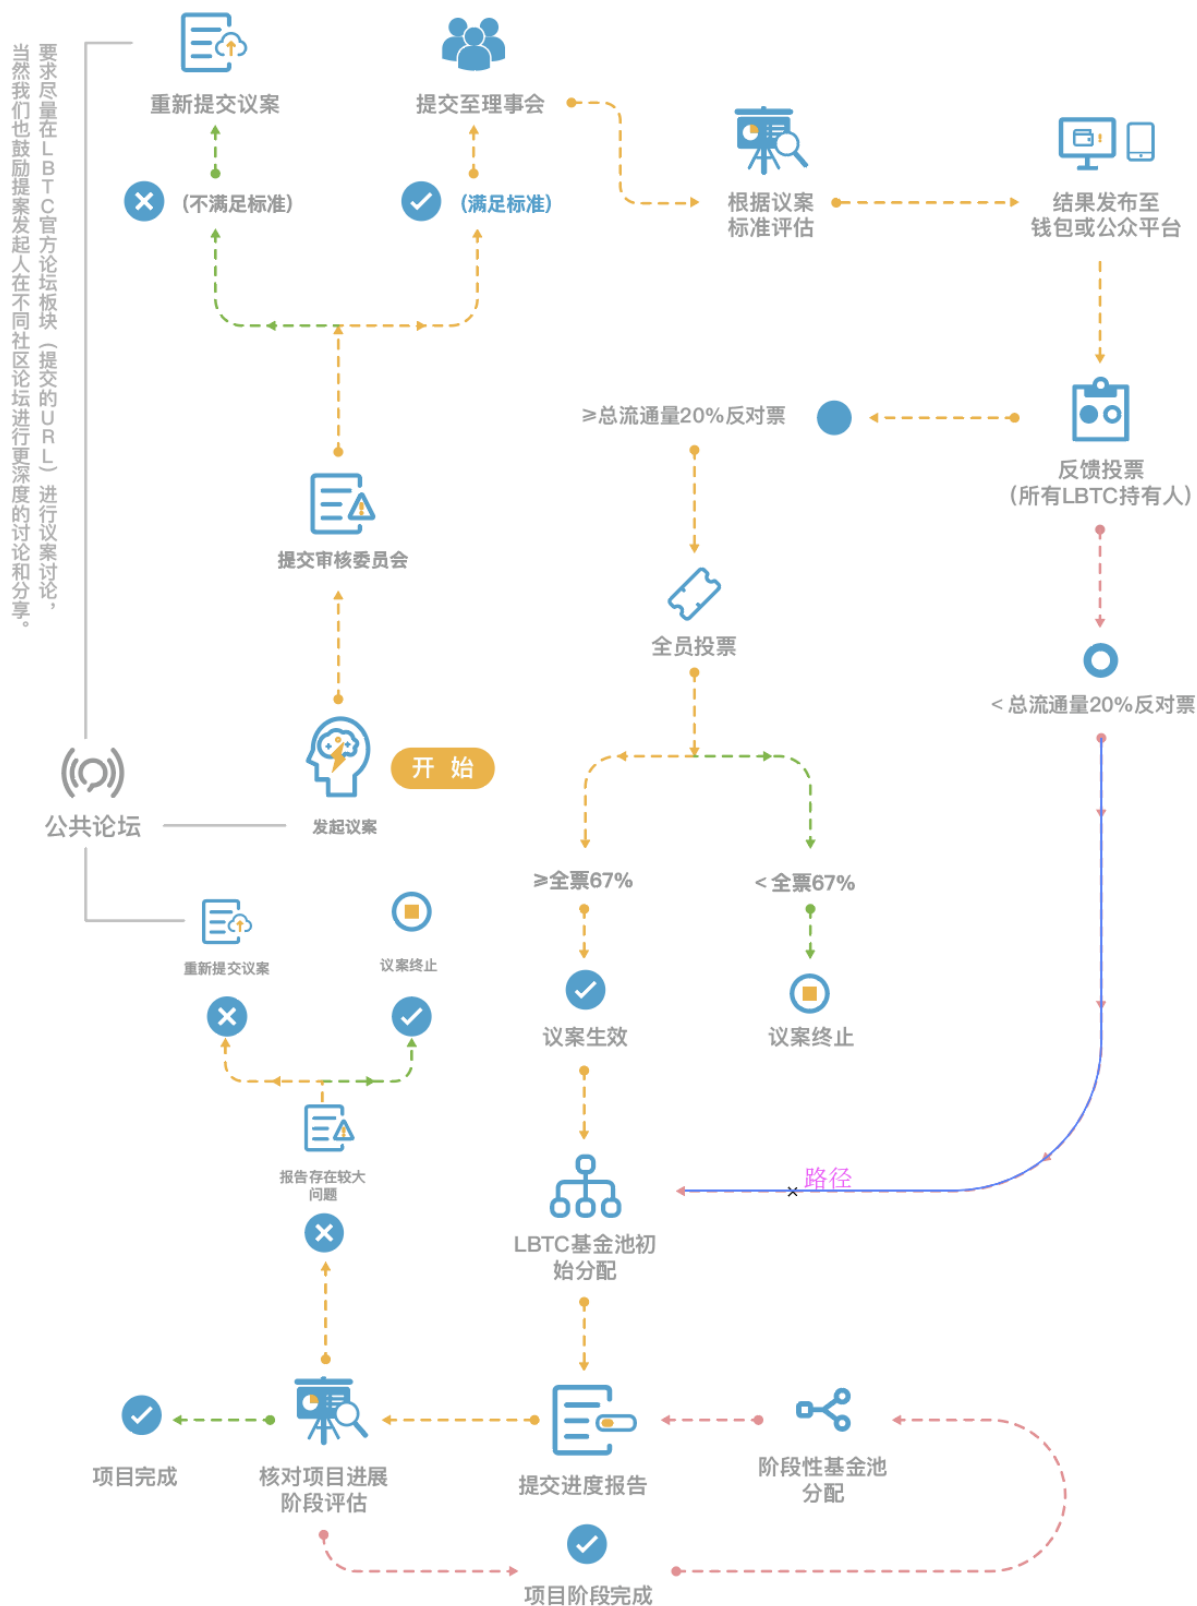 要求尽量在LBTC官方论坛板块（提交的URL）进行议案讨论，
当然我们也鼓励提案发起人在不同社区论坛进行更深度的讨论和分享。
重新提交议案
提交至理事会
(不满足标准)
(满足标准)
根据议案
标准评估
结果发布至
钱包或公众平台
≥总流通量20%反对票
反馈投票
（所有LBTC持有人）
提交审核委员会
全员投票
<总流通量20%反对票
开 始
发起议案
公共论坛
≥全票67%
<全票67%
重新提交议案
议案终止
议案生效
议案终止
报告存在较大
问题
路径
LBTC基金池初
始分配
项目完成
核对项目进展
阶段评估
提交进度报告
阶段性基金池
分配
项目阶段完成